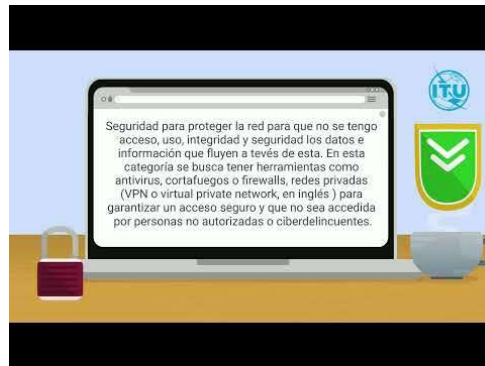 ITU
Seguridad para proteger la red para que no se tengo
acceso, uso, integridad y seguridad los datos e
información que fluyen a tevés de esta. En esta
categoría se busca tener herramientas como
antivirus, cortafuegos o firewalls, redes privadas
(VPN o virtual private network, en inglés ) para
garantizar un acceso seguro y que no sea accedida
por personas no autorizadas o ciberdelincuentes.